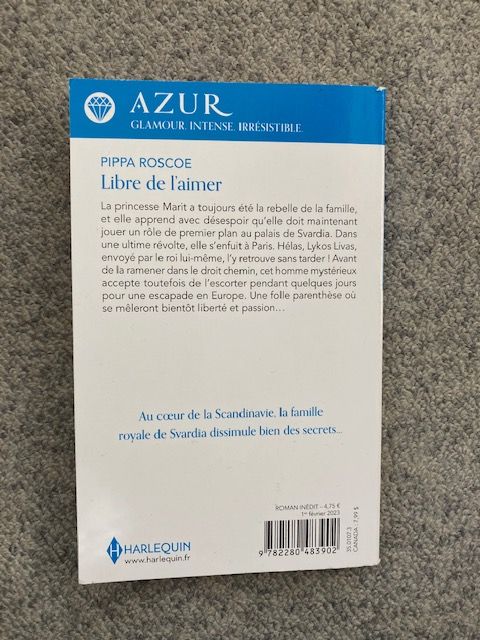 AZUR
GLAMOUR. INTENSE. IRRÉSISTIBLE.
PIPPA ROSCOE
Libre de l'aimer
La princesse Marit a toujours été la rebelle de la famille,
et elle apprend avec désespoir qu'elle doit maintenant
jouer un rôle de premier plan au palais de Svardia. Dans
une ultime révolte, elle s'enfuit à Paris. Hélas, Lykos Livas,
envoyé par le roi lui-même, l'y retrouve sans tarder ! Avant
de la ramener dans le droit chemin, cet homme mystérieux
accepte toutefois de l'escorter pendant quelques jours
pour une escapade en Europe. Une folle parenthèse où
se mêleront bientôt liberté et passion…
Au cœur de la Scandinavie, la famille
royale de Svardia dissimule bien des secrets...
ROMAN INÉDIT - 4,75 €
1er février 2023
35.0102.3
CANADA : 7,99 $
9 782280 483902
HARLEQUIN
www.harlequin.fr